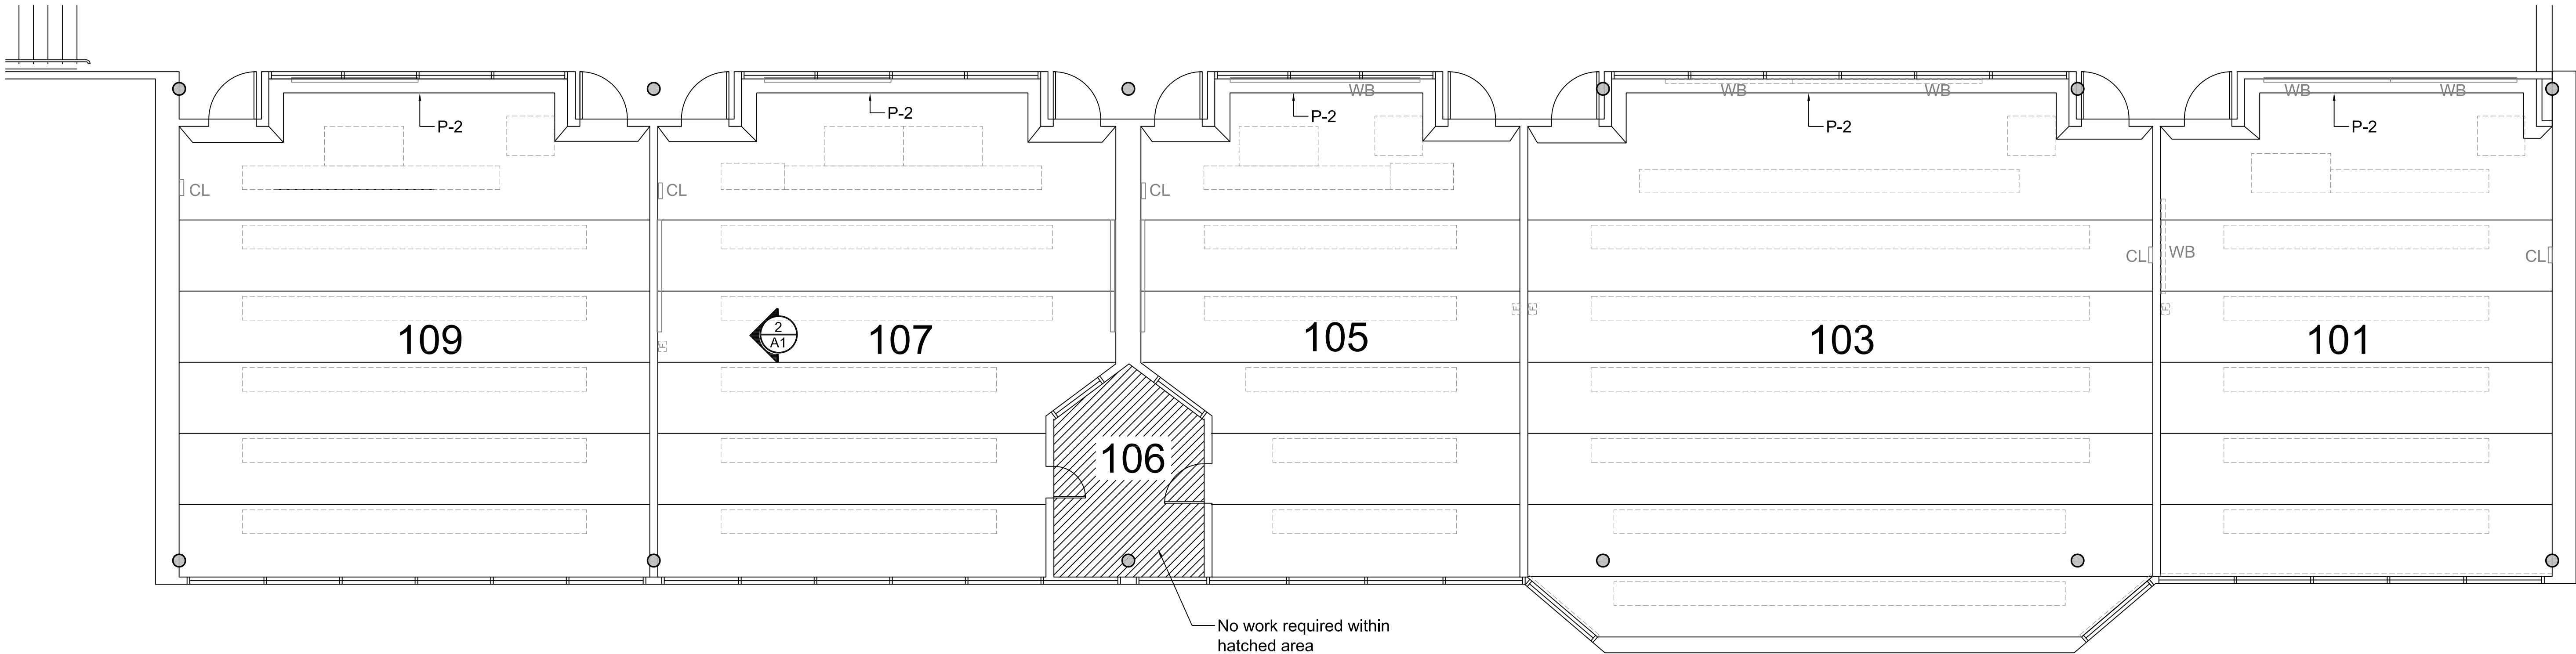 WB
WB
WB
WB
WB
P-2
P-2
P-2
P-2
P-2
CL
CL
CL
CL
WB
CL
F
F
F
F
109
2
A1
107
105
103
101
106
No work required within
hatched area